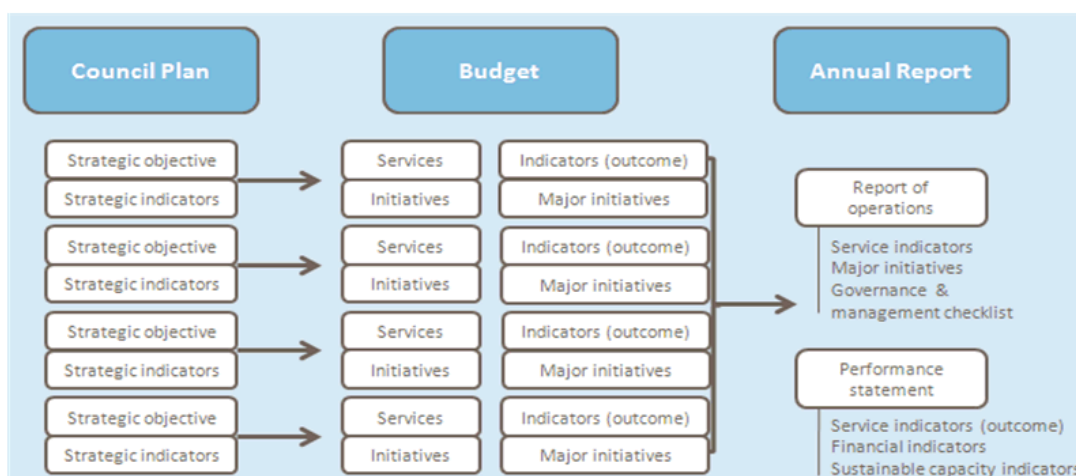 Council Plan
Budget
Annual Report
Strategic objective
Strategic indicators
Services
Initiatives
Indicators (outcome)
Major initiatives
Strategic objective
Strategic indicators
Services
Initiatives
Indicators (outcome)
Major initiatives
Strategic objective
Strategic indicators
Services
Initiatives
Indicators (outcome)
Major initiatives
Strategic objective
Strategic indicators
Services
Initiatives
Indicators (outcome)
Major initiatives
Report of
operations
Service indicators
Major initiatives
Governance &
management checklist
Performance
statement
Service indicators (outcome)
Financial indicators
Sustainable capacity indicators